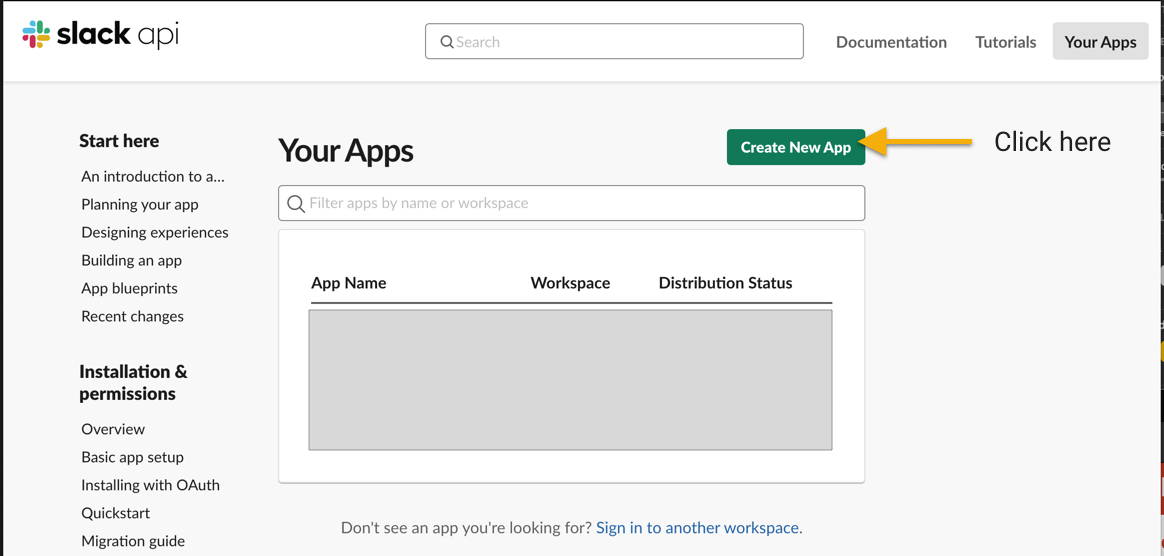 slack api
Search
Documentation
Tutorials
Your Apps
Start here
An introduction to a...
Planning your app
Designing experiences
Building an app
App blueprints
Recent changes
Installation &
permissions
Overview
Basic app setup
Installing with OAuth
Quickstart
Migration guide
Your Apps
Create New App
Click here
Filter apps by name or workspace
App Name
Workspace
Distribution Status
Don't see an app you're looking for? Sign in to another workspace.